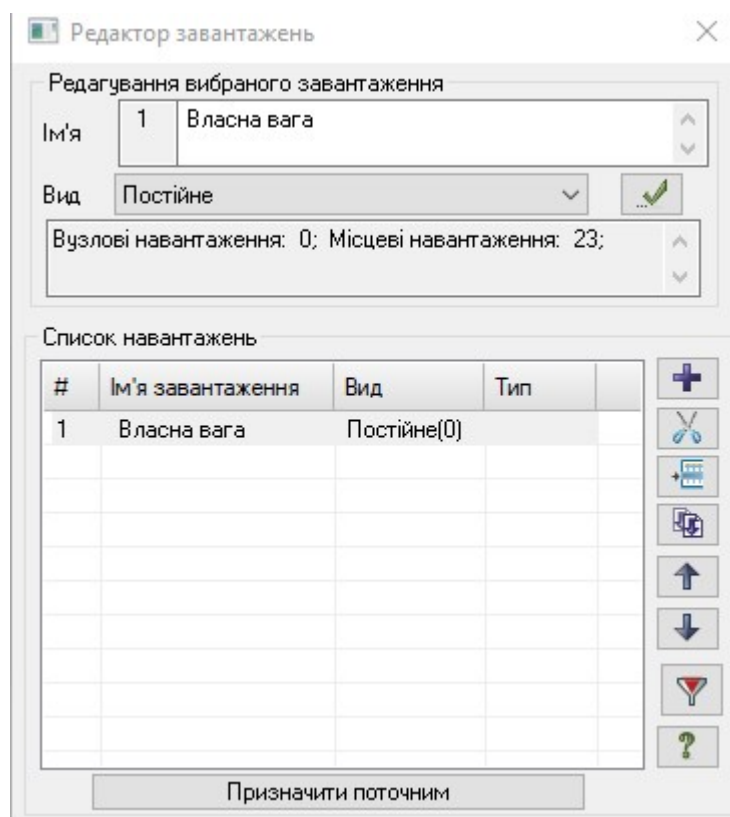 Редактор завантажень
Редагування вибраного завантаження
Ім'я 1 Власна вага
Вид Постійне
Вузлові навантаження: 0; Місцеві навантаження: 23;
Список навантажень
# Ім'я завантаження Вид Тип
1 Власна вага Постійне(0)
Призначити поточним